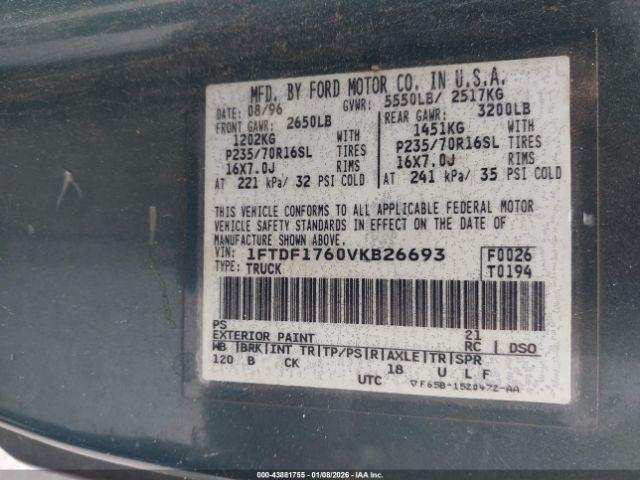 MFD. BY FORD MOTOR CO. IN U.S.A.
DATE: 08/96 GVWR: 5550LB/ 2517KG
FRONT GAWR: 2650LB REAR GAWR: 3200LB
1202KG WITH 1451KG WITH
P235/70R16SL TIRES P235/70R16SL TIRES
16X7.0J RIMS 16X7.0J RIMS
AT 221 kPa/ 32 PSI COLD AT 241 kPa/ 35 PSI COLD
THIS VEHICLE CONFORMS TO ALL APPLICABLE FEDERAL MOTOR
VEHICLE SAFETY STANDARDS IN EFFECT ON THE DATE OF
MANUFACTURE SHOWN ABOVE.
VIN: 1FTDF1760VKB26693 F0026
TYPE: TRUCK T0194
PS 21
EXTERIOR PAINT RC DSO
WB BRK INT TR TP/PS R AXLE TR SPR
120 B CK 18 U L F
UTC ▽F65B-1520472-AA
000-43881755 01/08/2026 IAAI.COM